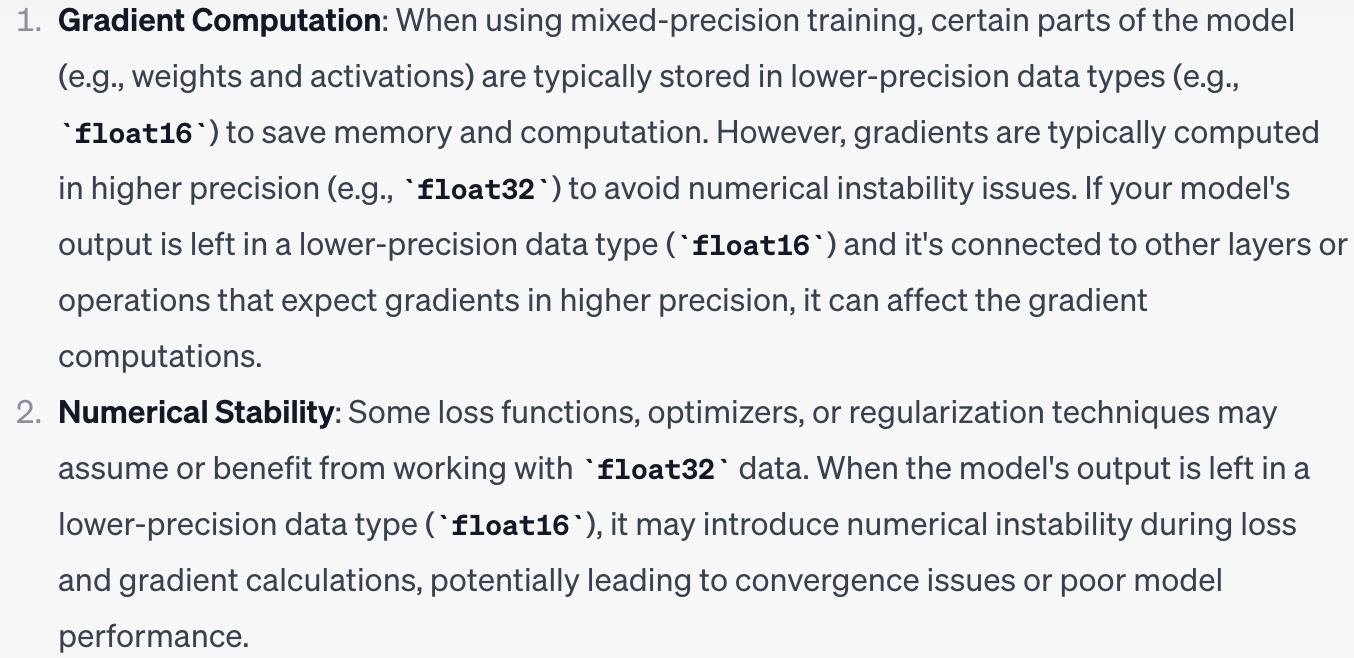 1. Gradient Computation: When using mixed-precision training, certain parts of the model
(e.g., weights and activations) are typically stored in lower-precision data types (e.g.,
`float16`) to save memory and computation. However, gradients are typically computed
in higher precision (e.g., `float32`) to avoid numerical instability issues. If your model's
output is left in a lower-precision data type (`float16`) and it's connected to other layers or
operations that expect gradients in higher precision, it can affect the gradient
computations.
2. Numerical Stability: Some loss functions, optimizers, or regularization techniques may
assume or benefit from working with `float32` data. When the model's output is left in a
lower-precision data type (`float16`), it may introduce numerical instability during loss
and gradient calculations, potentially leading to convergence issues or poor model
performance.